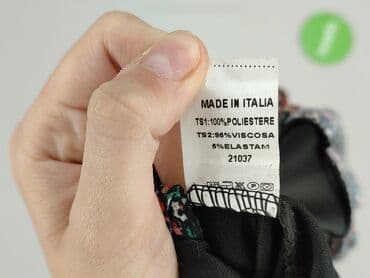 MADE IN ITALIA
TS1:100%POLIESTERE
TS2:95%VISCOSA
5%ELASTAM
21037